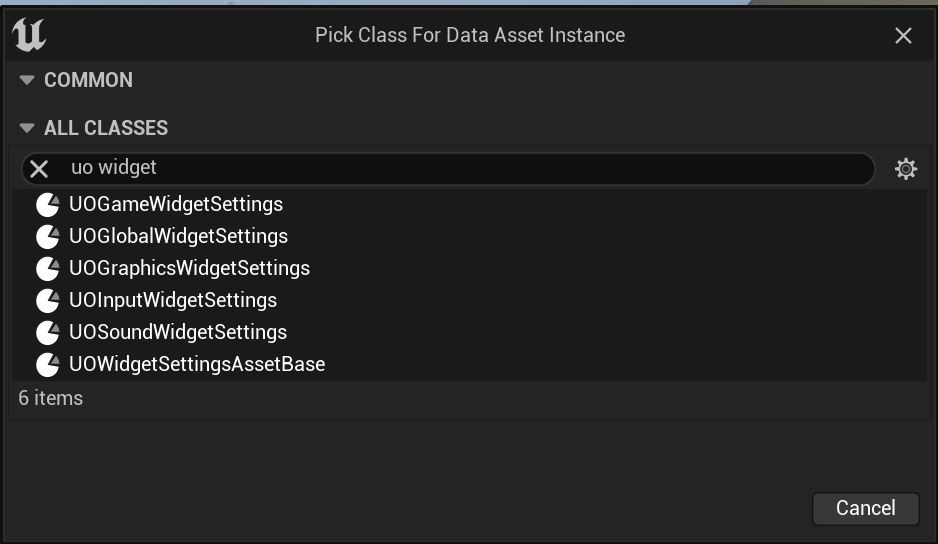 Pick Class For Data Asset Instance
COMMON
ALL CLASSES
uo widget
UOGameWidgetSettings
UOGlobalWidgetSettings
UOGraphicsWidgetSettings
UOInputWidgetSettings
UOSoundWidgetSettings
UOWidgetSettingsAssetBase
6 items
Cancel